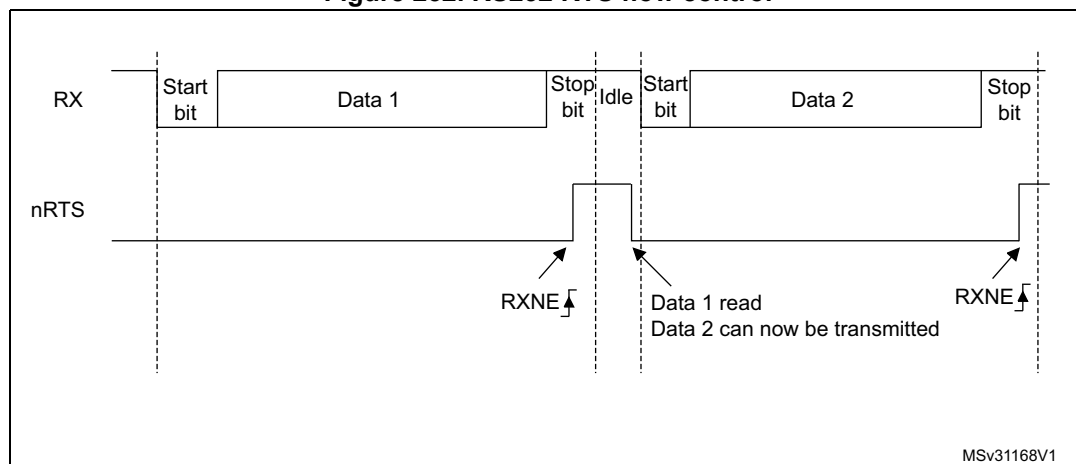 Figure RS232 RTS flow control
RX
Start bit
Data 1
Stop bit
Idle
Start bit
Data 2
Stop bit
nRTS
RXNE
Data 1 read
Data 2 can now be transmitted
RXNE
MSv31168V1